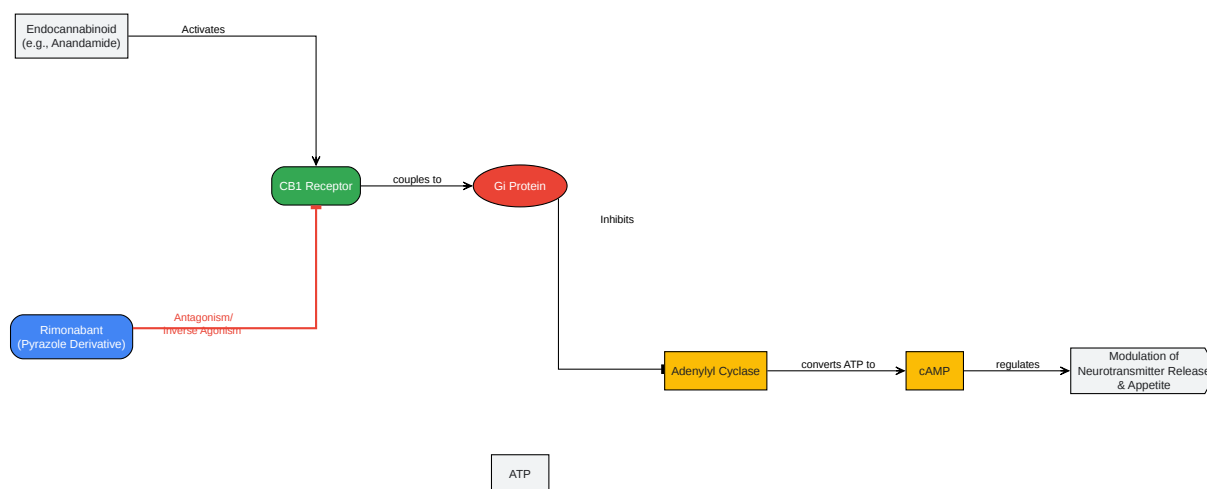 Endocannabinoid
(e.g., Anandamide)
Activates
CB1 Receptor
couples to
Gi Protein
Inhibits
Antagonism/
Inverse Agonism
Rimonabant
(Pyrazole Derivative)
Adenylyl Cyclase
converts ATP to
cAMP
regulates
Modulation of
Neurotransmitter Release
& Appetite
ATP